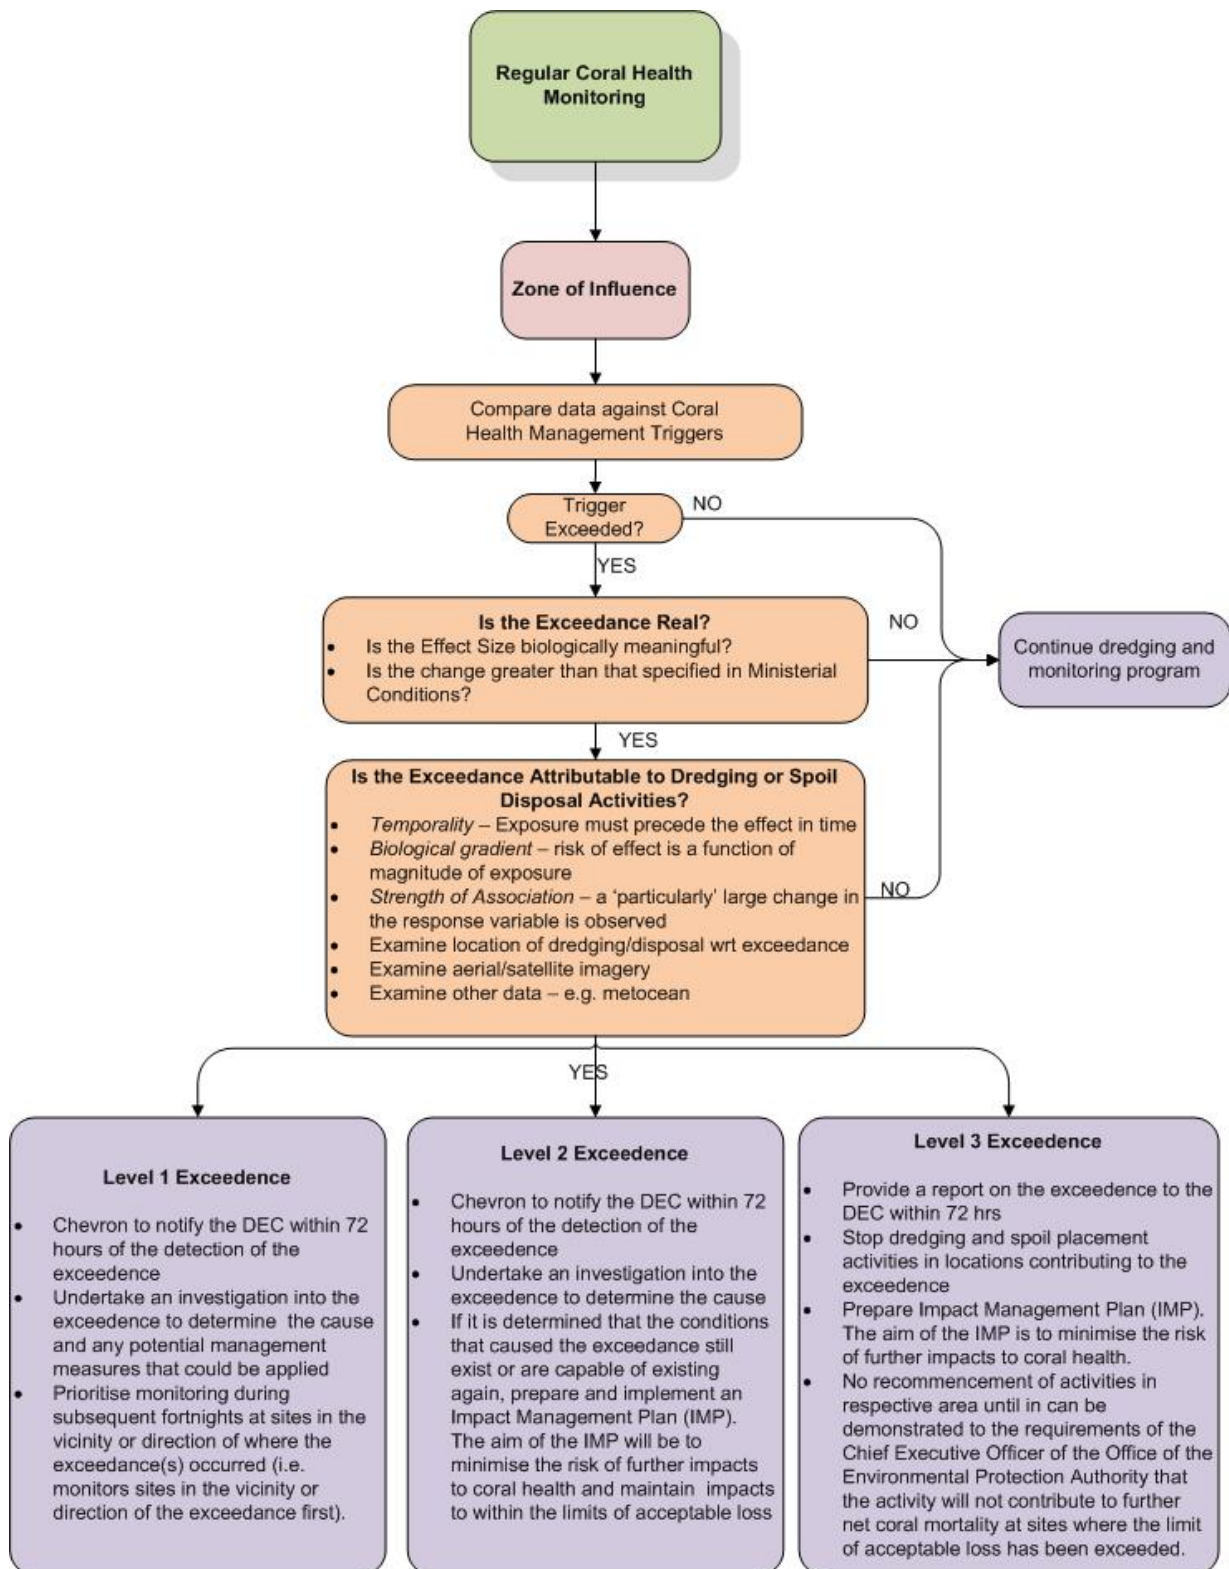 Regular Coral Health
Monitoring
Zone of Influence
Compare data against Coral
Health Management Triggers
Trigger
Exceeded?
NO
YES
Is the Exceedance Real?
• Is the Effect Size biologically meaningful?
• Is the change greater than that specified in Ministerial
Conditions?
NO
Continue dredging and
monitoring program
YES
Is the Exceedance Attributable to Dredging or Spoil
Disposal Activities?
• Temporality – Exposure must precede the effect in time
• Biological gradient – risk of effect is a function of
magnitude of exposure
• Strength of Association – a ‘particularly’ large change in
the response variable is observed
• Examine location of dredging/disposal wrt exceedance
• Examine aerial/satellite imagery
• Examine other data – e.g. metocean
NO
YES
Level 1 Exceedence
• Chevron to notify the DEC within 72
hours of the detection of the
exceedence
• Undertake an investigation into the
exceedence to determine the cause
and any potential management
measures that could be applied
• Prioritise monitoring during
subsequent fortnights at sites in the
vicinity or direction of where the
exceedance(s) occurred (i.e.
monitors sites in the vicinity or
direction of the exceedance first).
Level 2 Exceedence
• Chevron to notify the DEC within 72
hours of the detection of the
exceedence
• Undertake an investigation into the
exceedence to determine the cause
• If it is determined that the conditions
that caused the exceedance still
exist or are capable of existing
again, prepare and implement an
Impact Management Plan (IMP).
The aim of the IMP will be to
minimise the risk of further impacts
to coral health and maintain impacts
to within the limits of acceptable loss
Level 3 Exceedence
• Provide a report on the exceedence to the
DEC within 72 hrs
• Stop dredging and spoil placement
activities in locations contributing to the
exceedence
• Prepare Impact Management Plan (IMP).
The aim of the IMP is to minimise the risk
of further impacts to coral health.
• No recommencement of activities in
respective area until in can be
demonstrated to the requirements of the
Chief Executive Officer of the Office of the
Environmental Protection Authority that
the activity will not contribute to further
net coral mortality at sites where the limit
of acceptable loss has been exceeded.